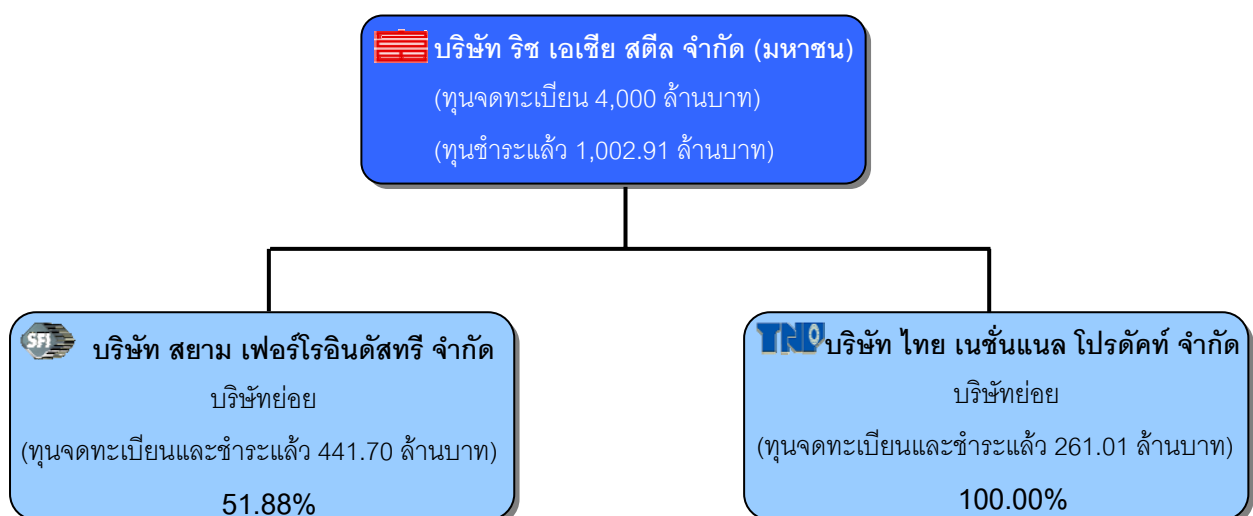 บริษัท ริช เอเชีย สตีล จำกัด (มหาชน)
(ทุนจดทะเบียน 4,000 ล้านบาท)
(ทุนชำระแล้ว 1,002.91 ล้านบาท)
SFI บริษัท สยาม เฟอร์โรอินดัสทรี จำกัด
บริษัทย่อย
(ทุนจดทะเบียนและชำระแล้ว 441.70 ล้านบาท)
51.88%
TNP บริษัท ไทย เนชั่นแนล โปรดัคท์ จำกัด
บริษัทย่อย
(ทุนจดทะเบียนและชำระแล้ว 261.01 ล้านบาท)
100.00%